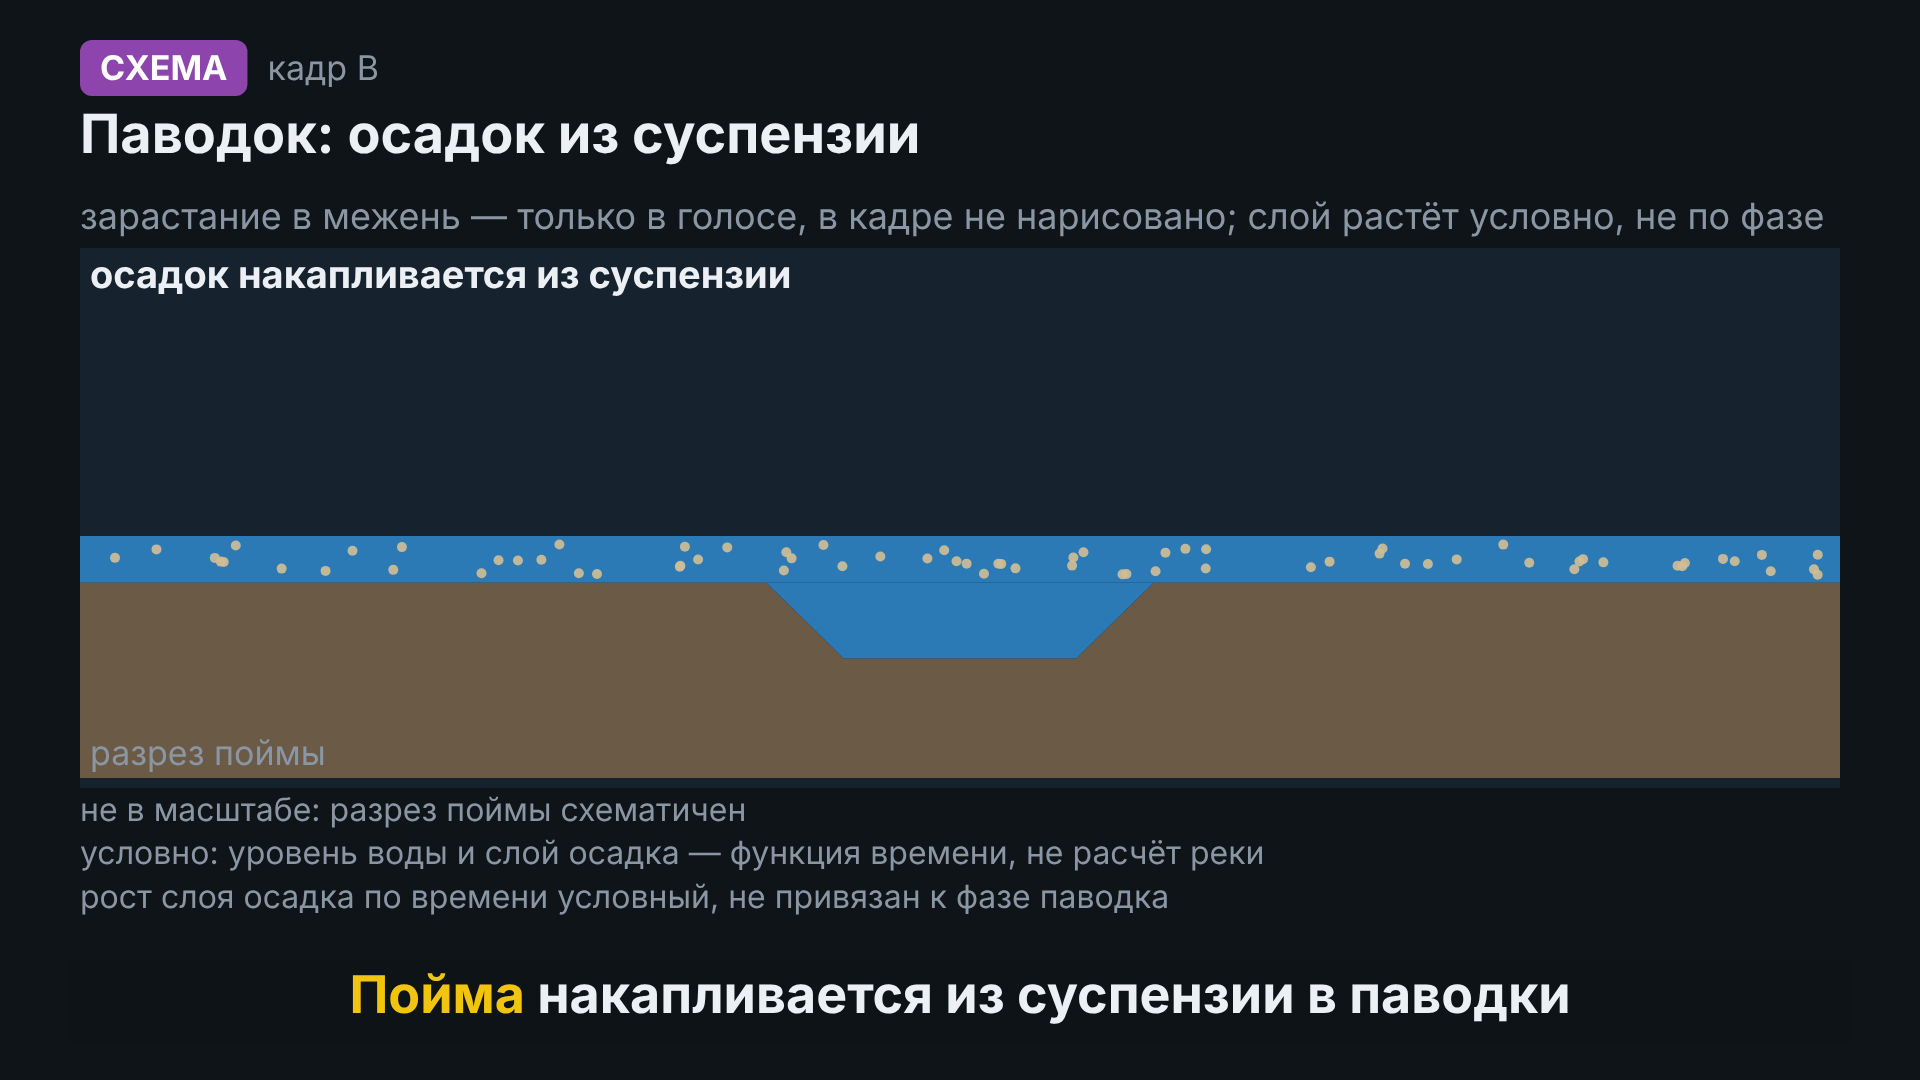 СХЕМА кадр В
Паводок: осадок из суспензии
зарастание в межень — только в голосе, в кадре не нарисовано; слой растёт условно, не по фазе
осадок накапливается из суспензии
разрез поймы
не в масштабе: разрез поймы схематичен
условно: уровень воды и слой осадка — функция времени, не расчёт реки
рост слоя осадка по времени условный, не привязан к фазе паводка
Пойма накапливается из суспензии в паводки